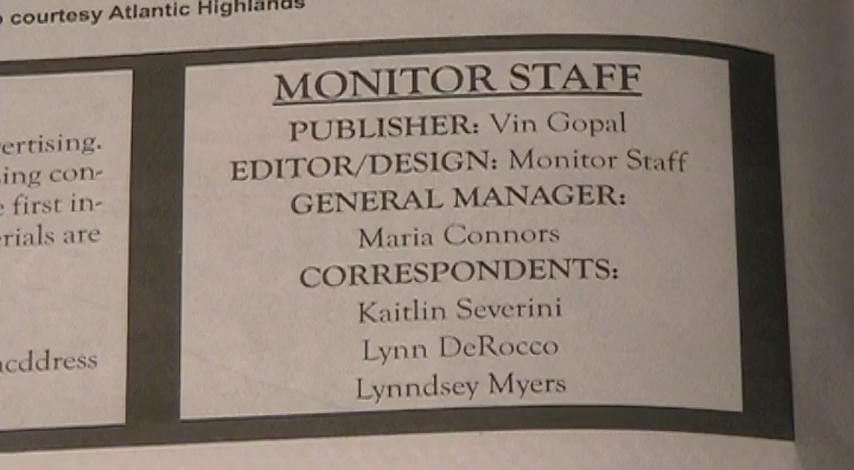 courtesy Atlantic Highlands
ertising.
ing con-
first in-
rials are
acddress
MONITOR STAFF
PUBLISHER: Vin Gopal
EDITOR/DESIGN: Monitor Staff
GENERAL MANAGER:
Maria Connors
CORRESPONDENTS:
Kaitlin Severini
Lynn DeRocco
Lynndsey Myers